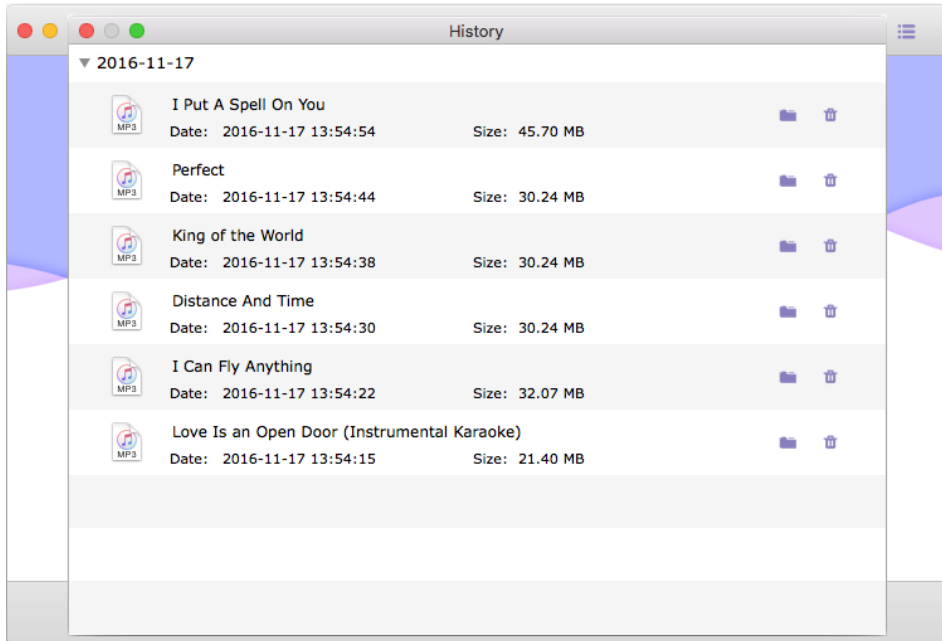 History
2016-11-17
I Put A Spell On You
MP3
Date: 2016-11-17 13:54:54 Size: 45.70 MB
Perfect
MP3
Date: 2016-11-17 13:54:44 Size: 30.24 MB
King of the World
MP3
Date: 2016-11-17 13:54:38 Size: 30.24 MB
Distance And Time
MP3
Date: 2016-11-17 13:54:30 Size: 30.24 MB
I Can Fly Anything
MP3
Date: 2016-11-17 13:54:22 Size: 32.07 MB
Love Is an Open Door (Instrumental Karaoke)
MP3
Date: 2016-11-17 13:54:15 Size: 21.40 MB